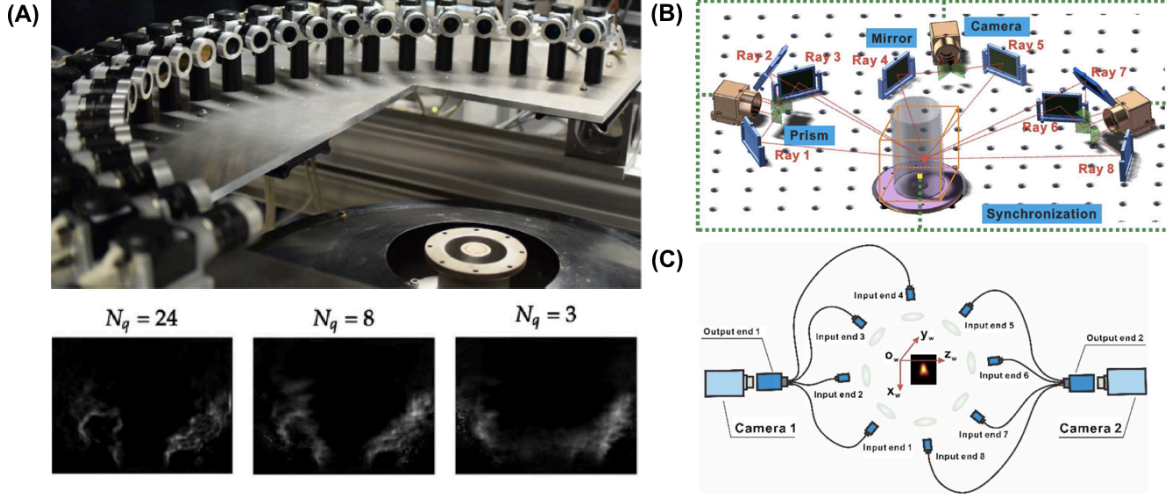 (A)
N_q = 24
N_q = 8
N_q = 3
(B)
Camera
Mirror
Ray 2
Ray 3
Ray 4
Ray 5
Ray 7
Ray 6
Prism
Ray 1
Ray 8
Synchronization
(C)
Input end 4
Input end 5
Output end 1
Input end 3
y_w
Output end 2
o_w
z_w
Input end 6
Input end 2
x_w
Camera 1
Input end 1
Input end 7
Camera 2
Input end 8